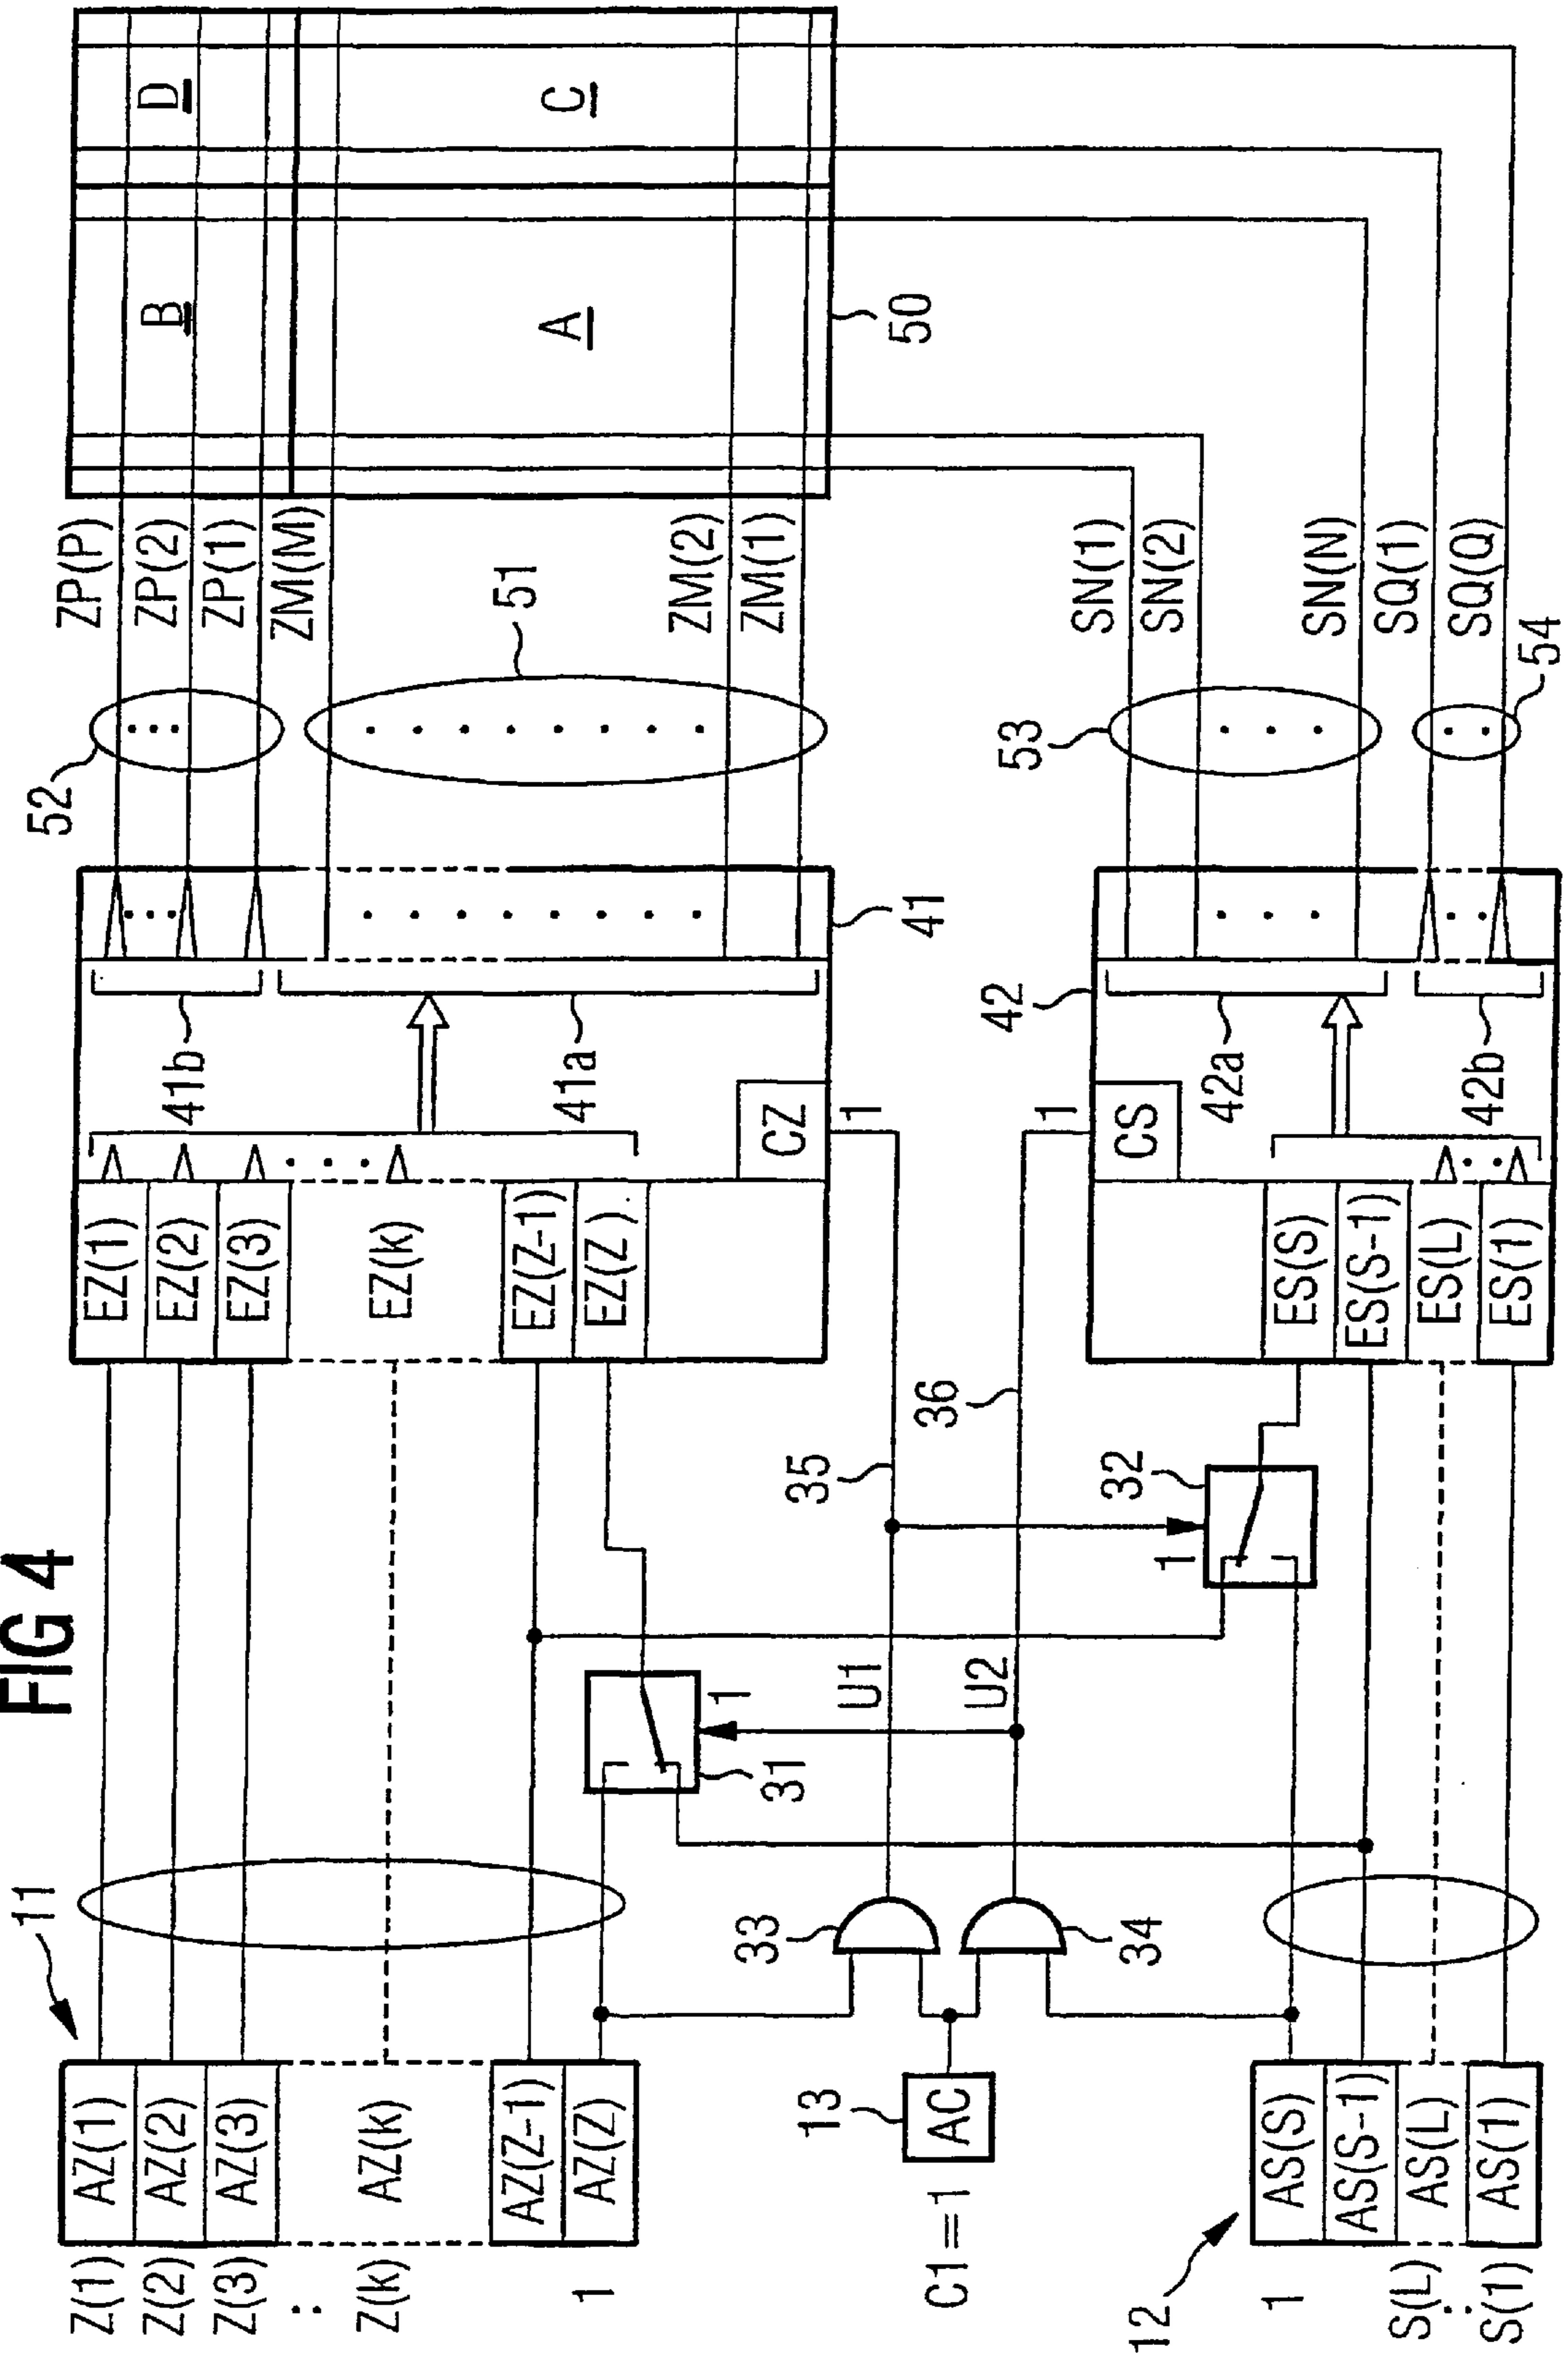 FIG 4
11
Z(1) AZ(1) EZ(1)
Z(2) AZ(2) EZ(2)
Z(3) AZ(3) EZ(3)
Z(k) AZ(k) EZ(k)
AZ(Z-1) EZ(Z-1)
1 AZ(Z) EZ(Z)
41b
41a
CZ
1
41
52
51
ZP(P)
ZP(2)
ZP(1)
ZM(M)
ZM(2)
ZM(1)
D
B
C
A
50
31
1
13
AC
C1=1
33
34
U1
U2
35
36
32
1
1
12
1 AS(S) ES(S)
AS(S-1) ES(S-1)
S(L) AS(L) ES(L)
S(1) AS(1) ES(1)
CS
42
42a
42b
53
54
SN(1)
SN(2)
SN(N)
SQ(1)
SQ(Q)